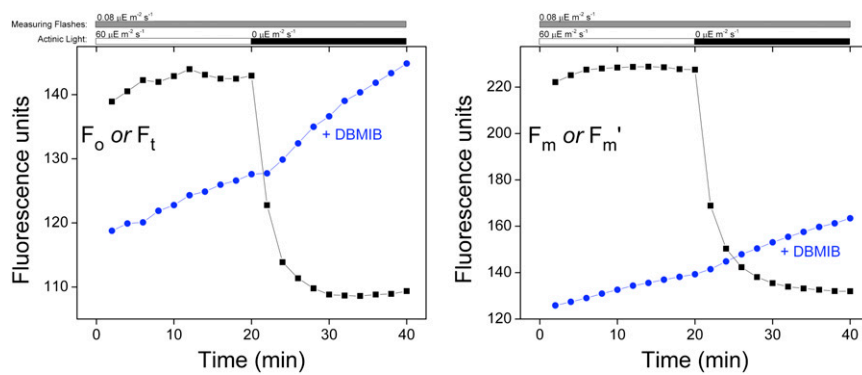 Measuring Flashes:
0.08 μE m⁻² s⁻¹
Actinic Light:
60 μE m⁻² s⁻¹
0 μE m⁻² s⁻¹
Fluorescence units
140
130
120
110
Fo or Ft
+ DBMIB
0
10
20
30
40
Time (min)
0.08 μE m⁻² s⁻¹
60 μE m⁻² s⁻¹
0 μE m⁻² s⁻¹
Fluorescence units
220
200
180
160
140
120
Fm or Fm'
+ DBMIB
0
10
20
30
40
Time (min)